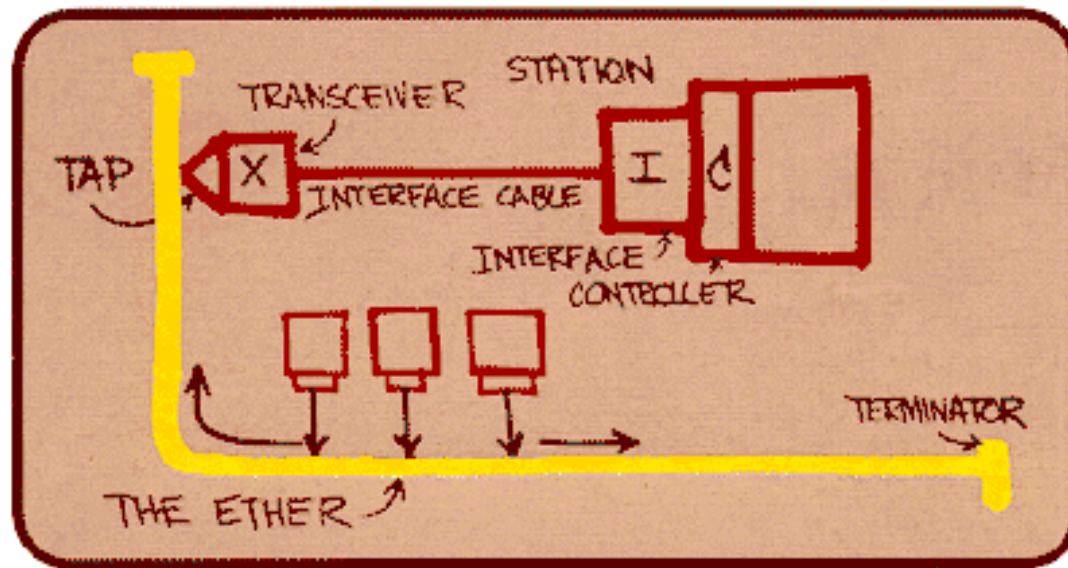 STATION
TRANSCEIVER
TAP
X
I
C
INTERFACE CABLE
INTERFACE
CONTROLLER
TERMINATOR
THE ETHER